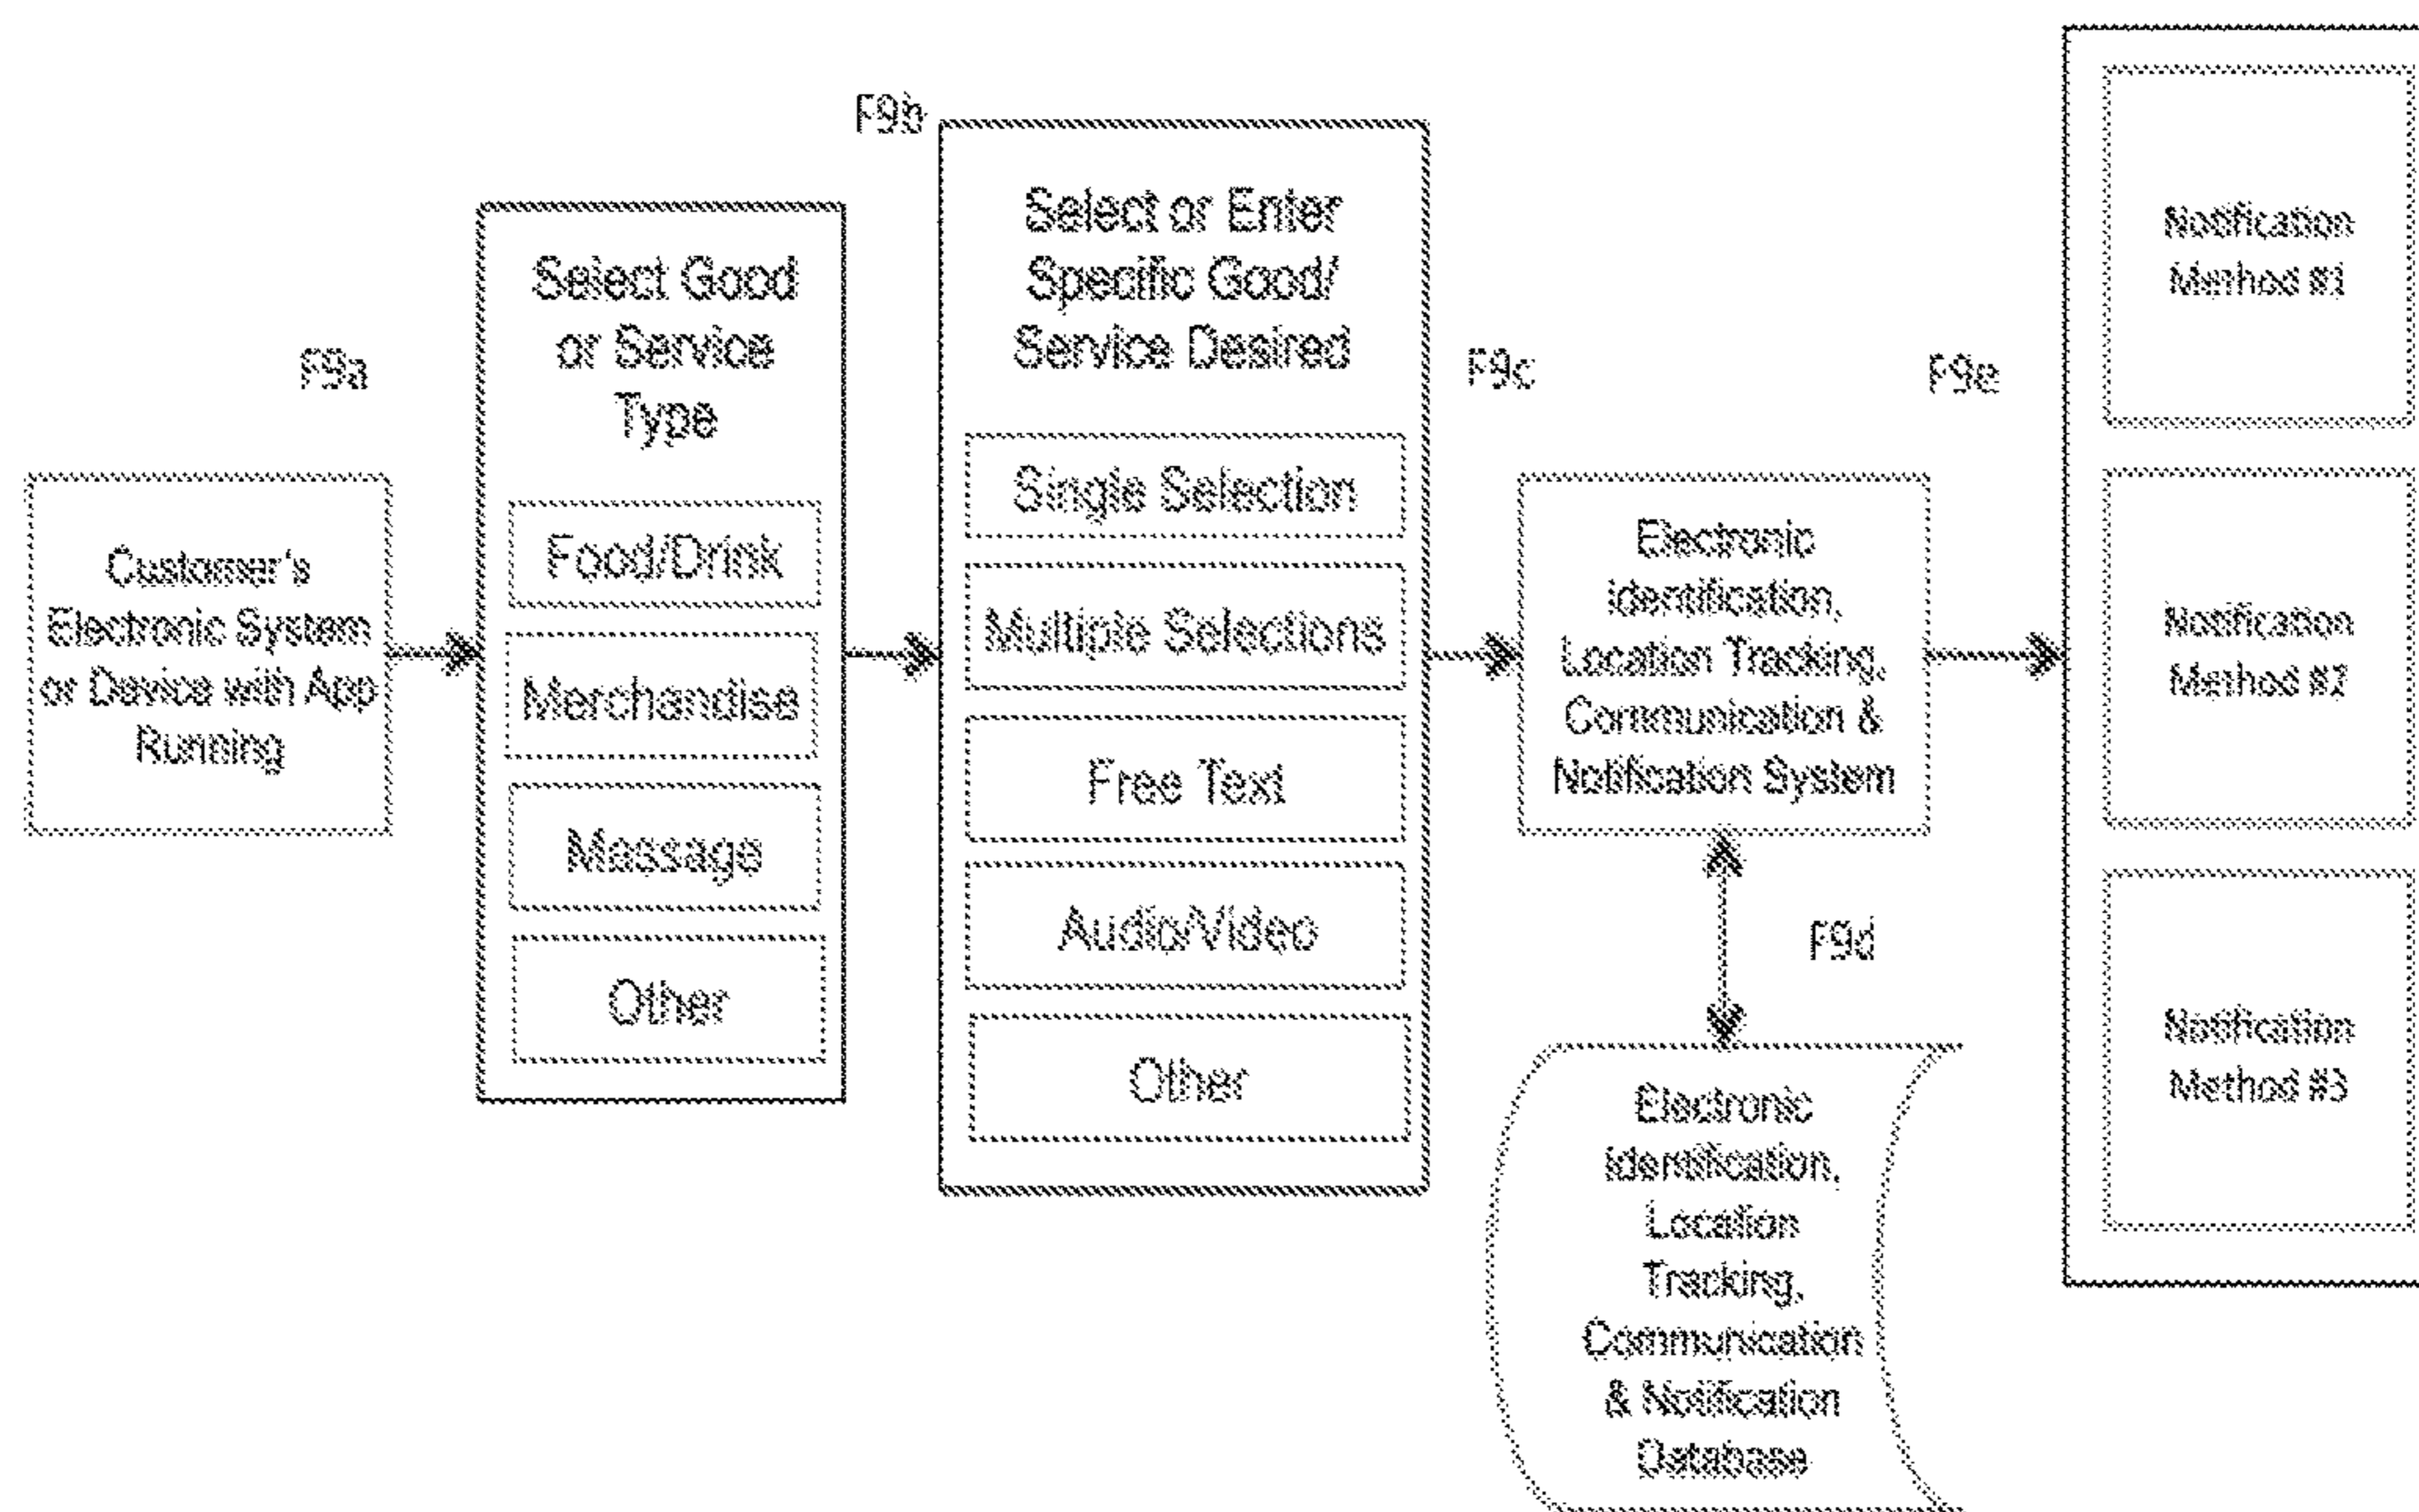 F9a
Customer's
Electronic System
or Device with App
Running
Select Good
or Service
Type
Food/Drink
Merchandise
Massage
Other
F9b
Select or Enter
Specific Good/
Service Desired
Single Selection
Multiple Selections
Free Text
Audio/Video
Other
F9c
Electronic
Identification,
Location Tracking,
Communication &
Notification System
F9d
Electronic
Identification,
Location
Tracking,
Communication
& Notification
Database
F9e
Notification
Method #1
Notification
Method #2
Notification
Method #3